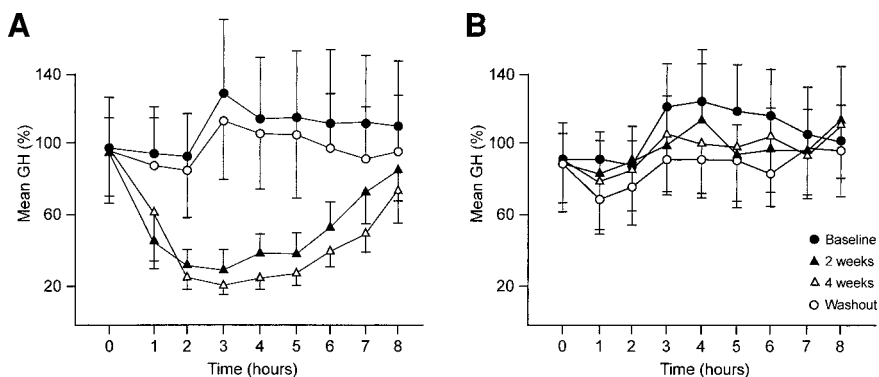 A
Mean GH (%)
140
100
60
20
0 1 2 3 4 5 6 7 8
Time (hours)
B
Mean GH (%)
140
100
60
20
Baseline
2 weeks
4 weeks
Washout
0 1 2 3 4 5 6 7 8
Time (hours)